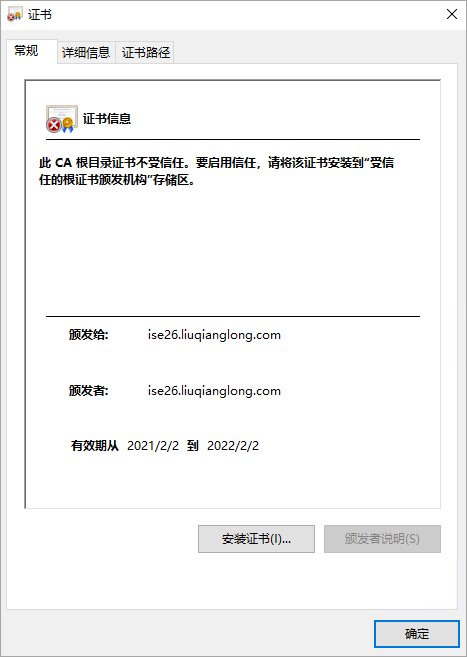 证书
常规 详细信息 证书路径
证书信息
此 CA 根目录证书不受信任。要启用信任，请将该证书安装到“受信
任的根证书颁发机构”存储区。
颁发给: ise26.liuqianglong.com
颁发者: ise26.liuqianglong.com
有效期从 2021/2/2 到 2022/2/2
安装证书(I)... 颁发者说明(S)
确定